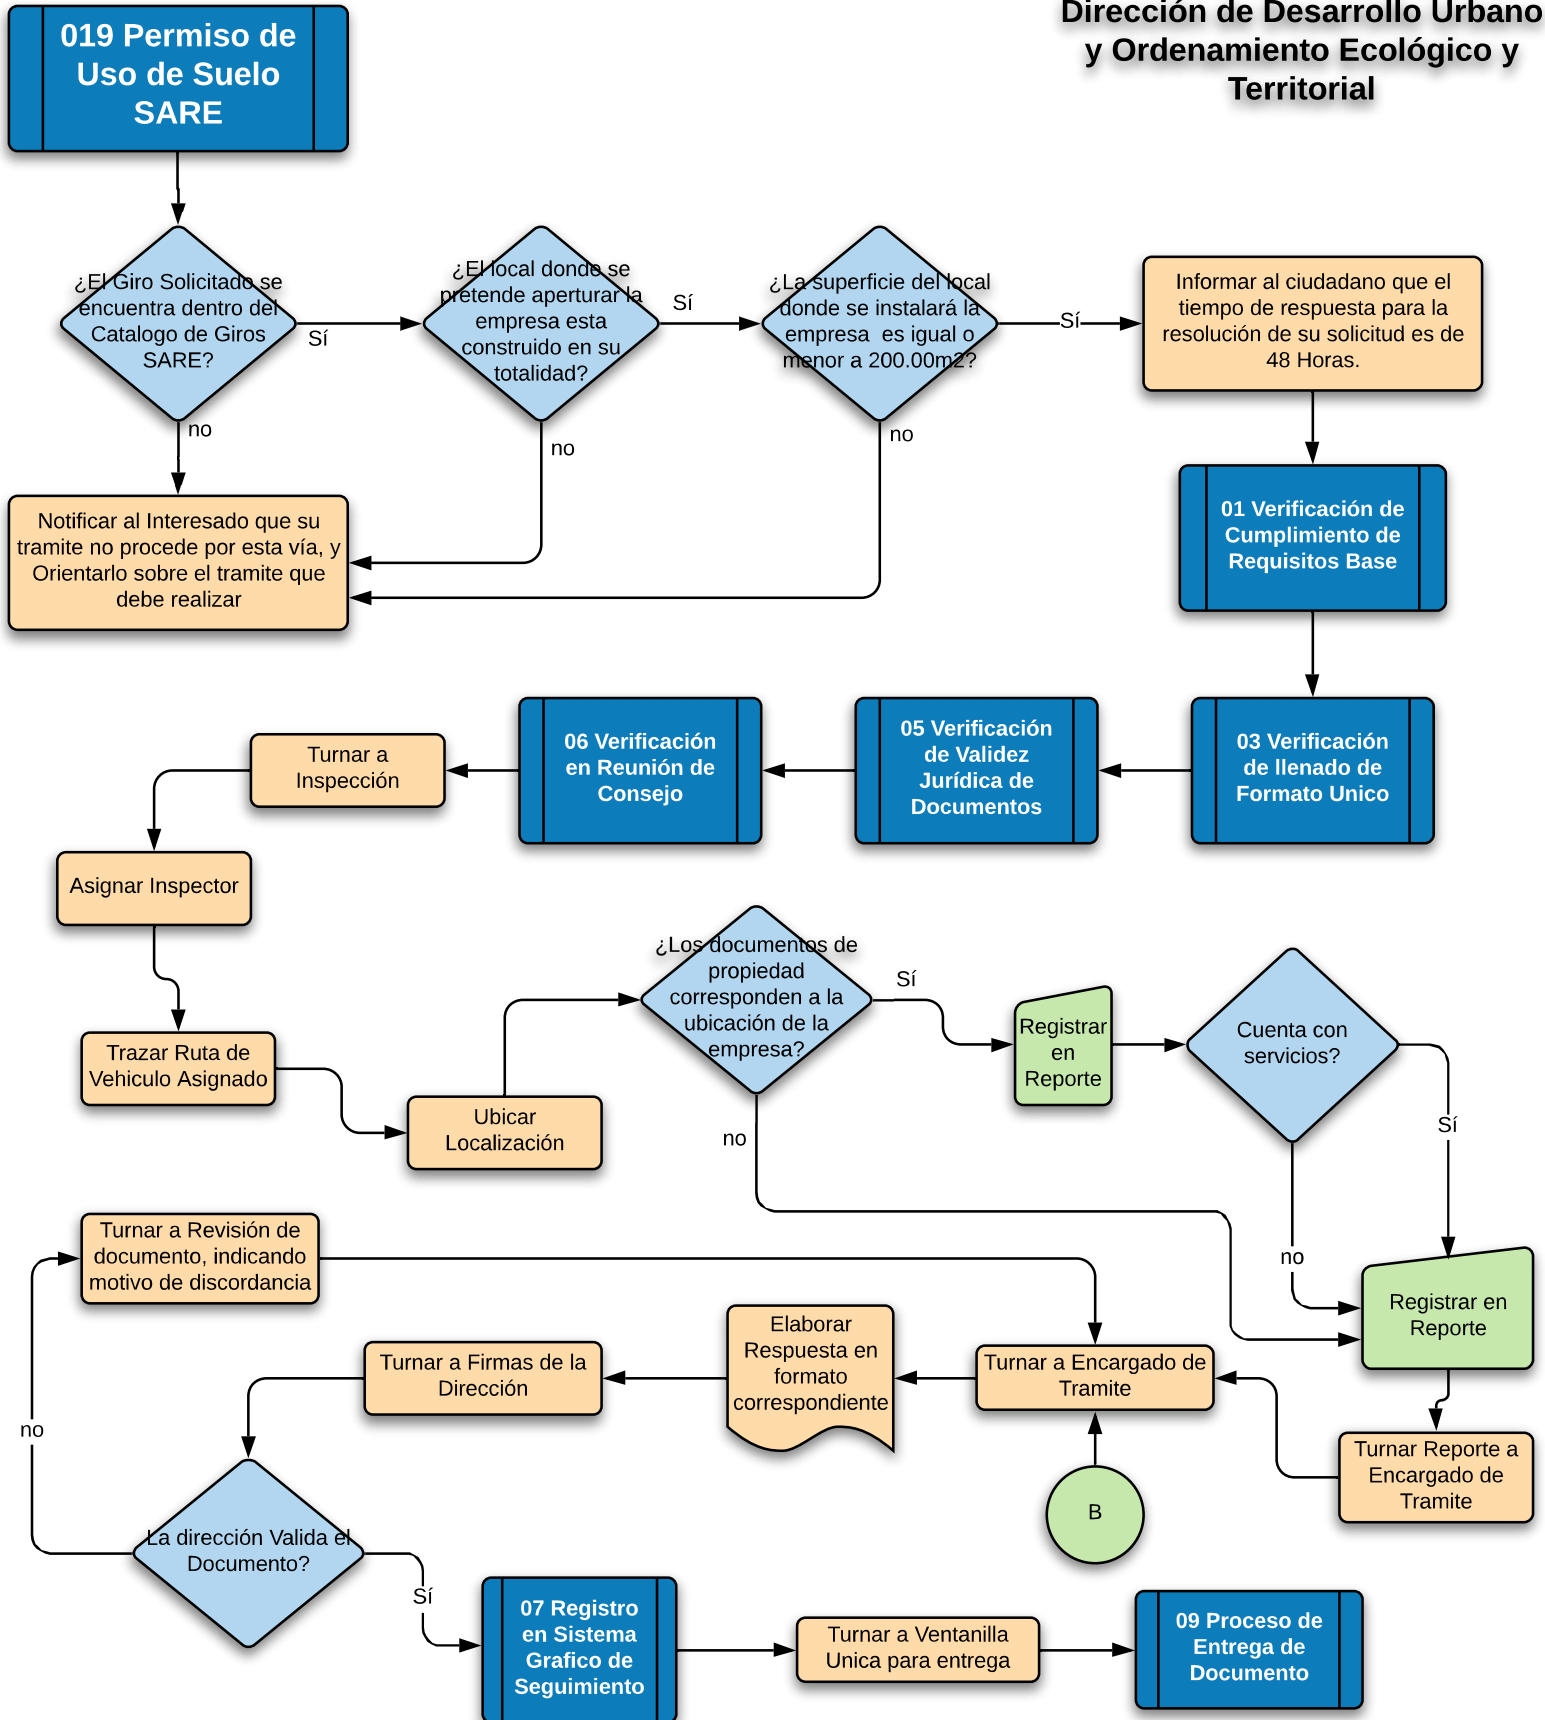 Dirección de Desarrollo Urbano
y Ordenamiento Ecológico y
Territorial
019 Permiso de
Uso de Suelo
SARE
¿El Giro Solicitado se
encuentra dentro del
Catalogo de Giros
SARE?
Sí
no
¿El local donde se
pretende aperturar la
empresa esta
construido en su
totalidad?
Sí
no
¿La superficie del local
donde se instalará la
empresa  es igual o
menor a 200.00m2?
Sí
no
Informar al ciudadano que el
tiempo de respuesta para la
resolución de su solicitud es de
48 Horas.
Notificar al Interesado que su
tramite no procede por esta vía, y
Orientarlo sobre el tramite que
debe realizar
01 Verificación de
Cumplimiento de
Requisitos Base
03 Verificación
de llenado de
Formato Unico
05 Verificación
de Validez
Jurídica de
Documentos
06 Verificación
en Reunión de
Consejo
Turnar a
Inspección
Asignar Inspector
Trazar Ruta de
Vehiculo Asignado
Ubicar
Localización
¿Los documentos de
propiedad
corresponden a la
ubicación de la
empresa?
Sí
no
Registrar
en
Reporte
Cuenta con
servicios?
Sí
no
Registrar en
Reporte
Turnar Reporte a
Encargado de
Tramite
Turnar a Encargado de
Tramite
B
Elaborar
Respuesta en
formato
correspondiente
Turnar a Firmas de la
Dirección
Turnar a Revisión de
documento, indicando
motivo de discordancia
no
La dirección Valida el
Documento?
Sí
07 Registro
en Sistema
Grafico de
Seguimiento
Turnar a Ventanilla
Unica para entrega
09 Proceso de
Entrega de
Documento